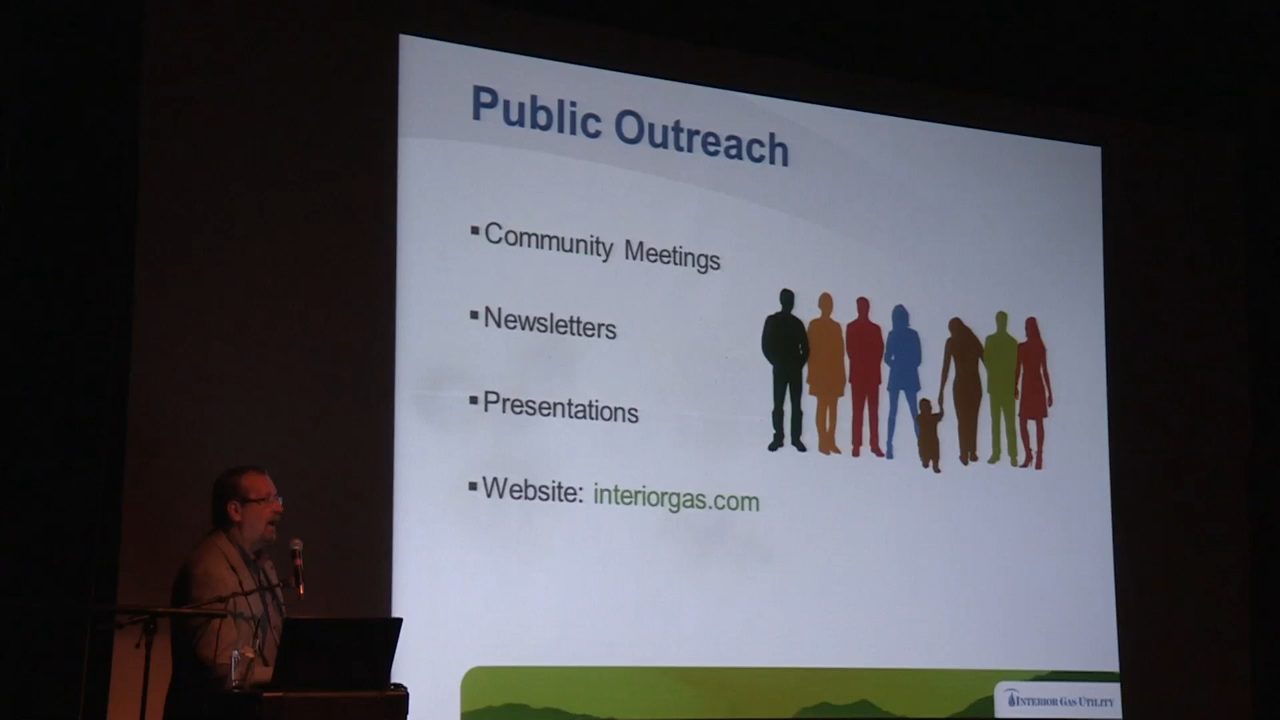 Public Outreach
▪Community Meetings
▪Newsletters
▪Presentations
▪Website: interiorgas.com
INTERIOR GAS UTILITY